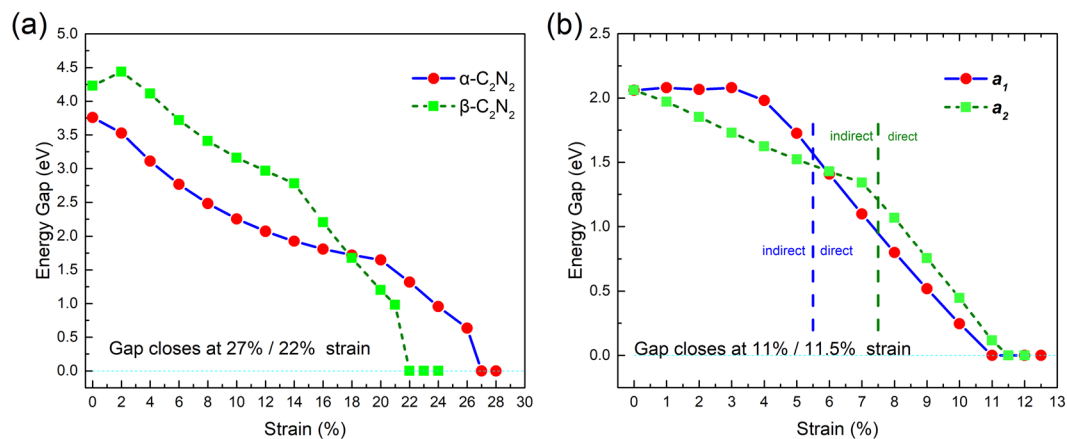 (a)
5.0
4.5
4.0
3.5
3.0
2.5
2.0
1.5
1.0
0.5
0.0
Energy Gap (eV)
α-C₂N₂
β-C₂N₂
Gap closes at 27% / 22% strain
0 2 4 6 8 10 12 14 16 18 20 22 24 26 28 30
Strain (%)
(b)
2.5
2.0
1.5
1.0
0.5
0.0
Energy Gap (eV)
a₁
a₂
indirect direct
indirect direct
Gap closes at 11% / 11.5% strain
0 1 2 3 4 5 6 7 8 9 10 11 12 13
Strain (%)